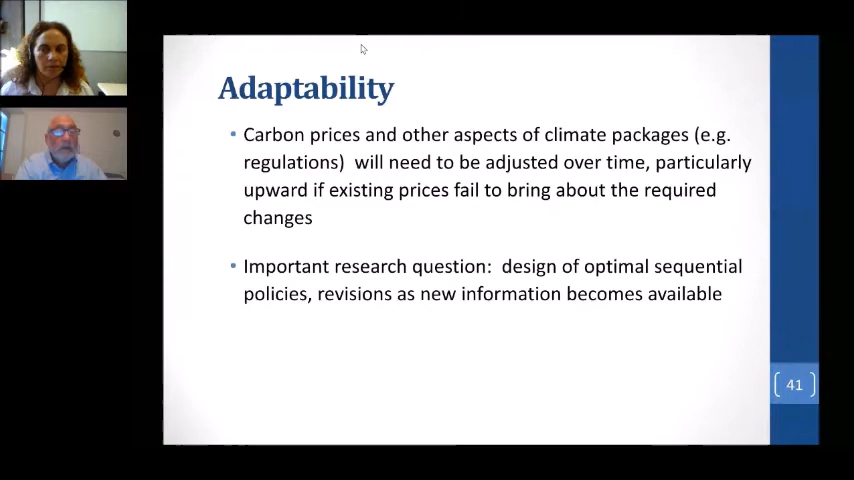 Adaptability
• Carbon prices and other aspects of climate packages (e.g.
regulations)  will need to be adjusted over time, particularly
upward if existing prices fail to bring about the required
changes
• Important research question:  design of optimal sequential
policies, revisions as new information becomes available
41